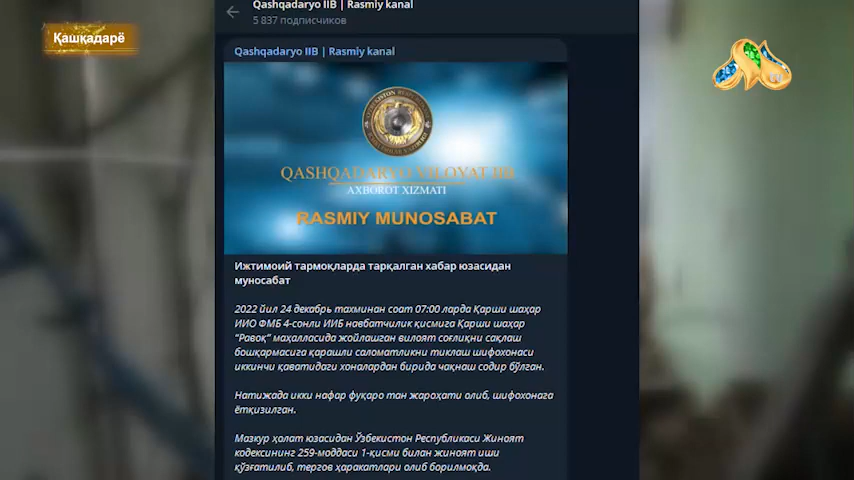 Qashqadaryo IIB | Rasmiy kanal
5 837 подписчиков
Қашқадарё
Qashqadaryo IIB | Rasmiy kanal
QASHQADARYO VILOYAT IIB
AXBOROT XIZMATI
RASMIY MUNOSABAT
Ижтимоий тармоқларда тарқалган хабар юзасидан
муносабат
2022 йил 24 декабрь тахминан соат 07:00 ларда Қарши шаҳар
ИИО ФМБ 4-сонли ИИБ навбатчилик қисмига Қарши шаҳар
"Равоқ" маҳалласида жойлашган вилоят соғлиқни сақлаш
бошқармасига қарашли саломатликни тиклаш шифохонаси
иккинчи қаватидаги хоналардан бирида чақнаш содир бўлган.
Натижада икки нафар фуқаро тан жароҳати олиб, шифохонага
ётқизилган.
Мазкур ҳолат юзасидан Ўзбекистон Республикаси Жиноят
кодексининг 259-моддаси 1-қисми билан жиноят иши
қўзғатилиб, тергов ҳаракатлари олиб борилмоқда.